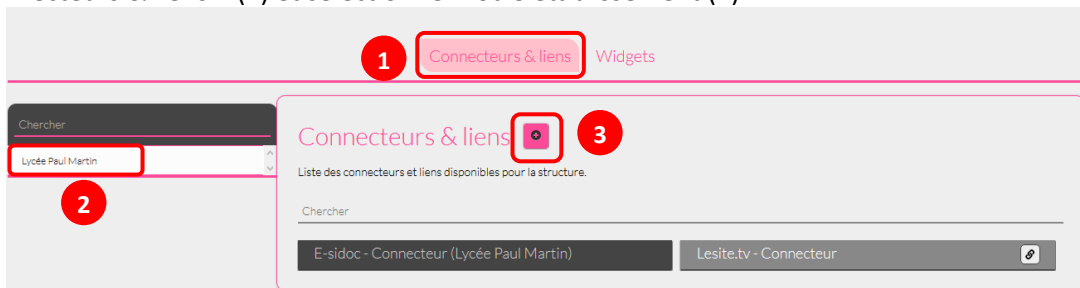 1 Connecteurs & liens Widgets
Chercher
Lycée Paul Martin
2
Connecteurs & liens 3
Liste des connecteurs et liens disponibles pour la structure.
Chercher
E-sidoc - Connecteur (Lycée Paul Martin) Lesite.tv - Connecteur